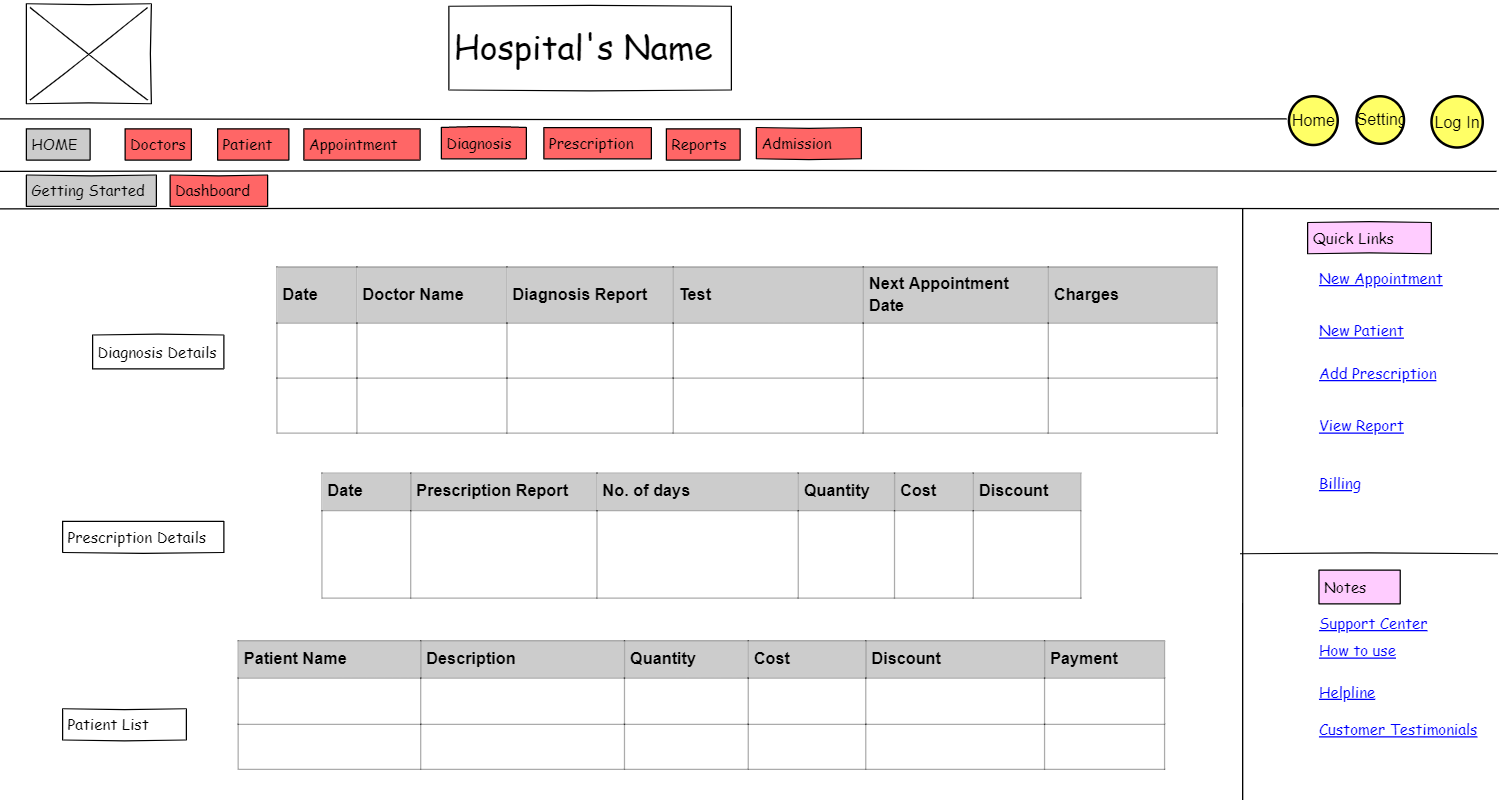 Hospital's Name
Home Setting Log In
HOME Doctors Patient Appointment Diagnosis Prescription Reports Admission
Getting Started Dashboard
Quick Links
New Appointment
New Patient
Add Prescription
View Report
Billing
Diagnosis Details
Date Doctor Name Diagnosis Report Test Next Appointment Date Charges
Prescription Details
Date Prescription Report No. of days Quantity Cost Discount
Patient List
Patient Name Description Quantity Cost Discount Payment
Notes
Support Center
How to use
Helpline
Customer Testimonials